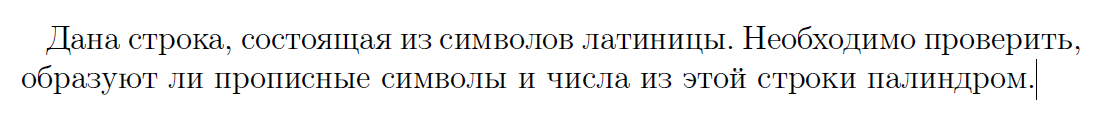 Дана строка, состоящая из символов латиницы. Необходимо проверить,
образуют ли прописные символы и числа из этой строки палиндром.